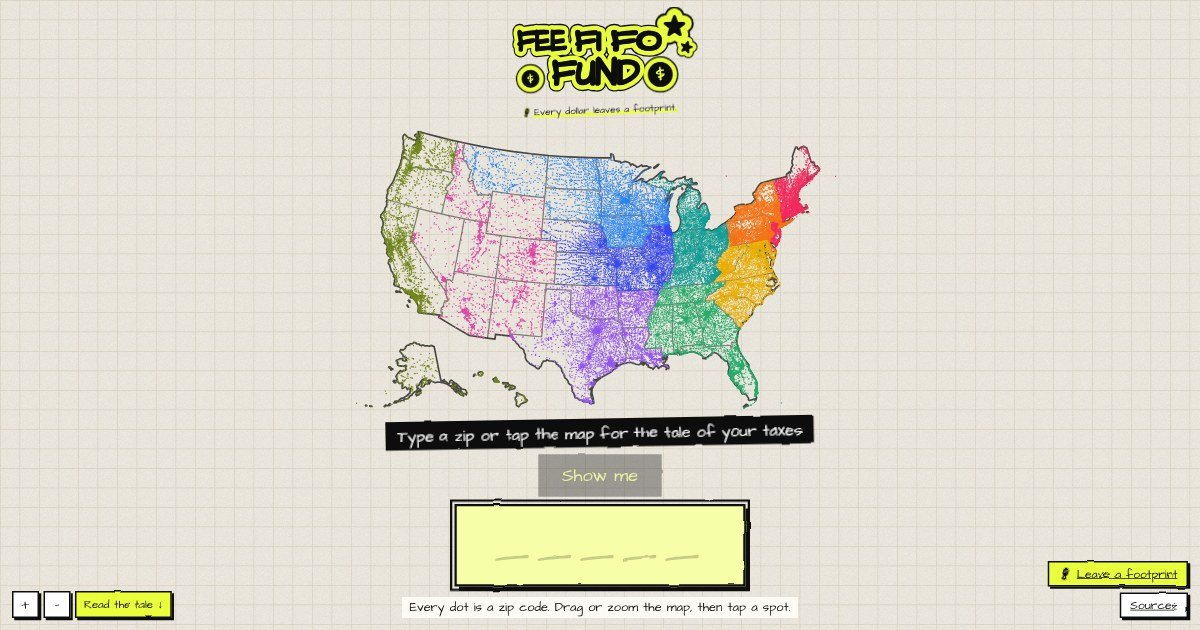 FEE FI FO
FUND
Every dollar leaves a footprint.
Type a zip or tap the map for the tale of your taxes
Show me
Every dot is a zip code. Drag or zoom the map, then tap a spot.
+
-
Read the tale ↓
Leave a footprint
Sources